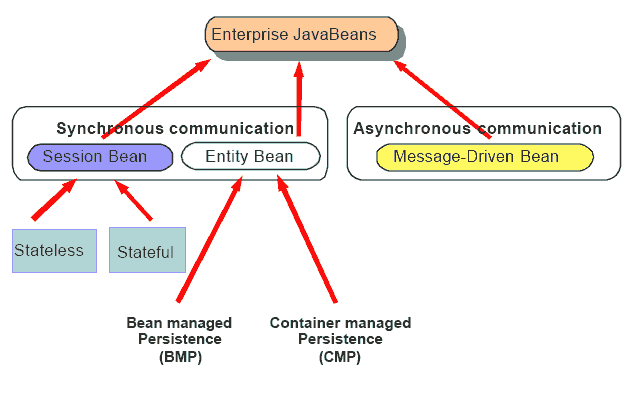 Enterprise JavaBeans
Synchronous communication
Asynchronous communication
Session Bean
Entity Bean
Message-Driven Bean
Stateless
Stateful
Bean managed
Persistence
(BMP)
Container managed
Persistence
(CMP)